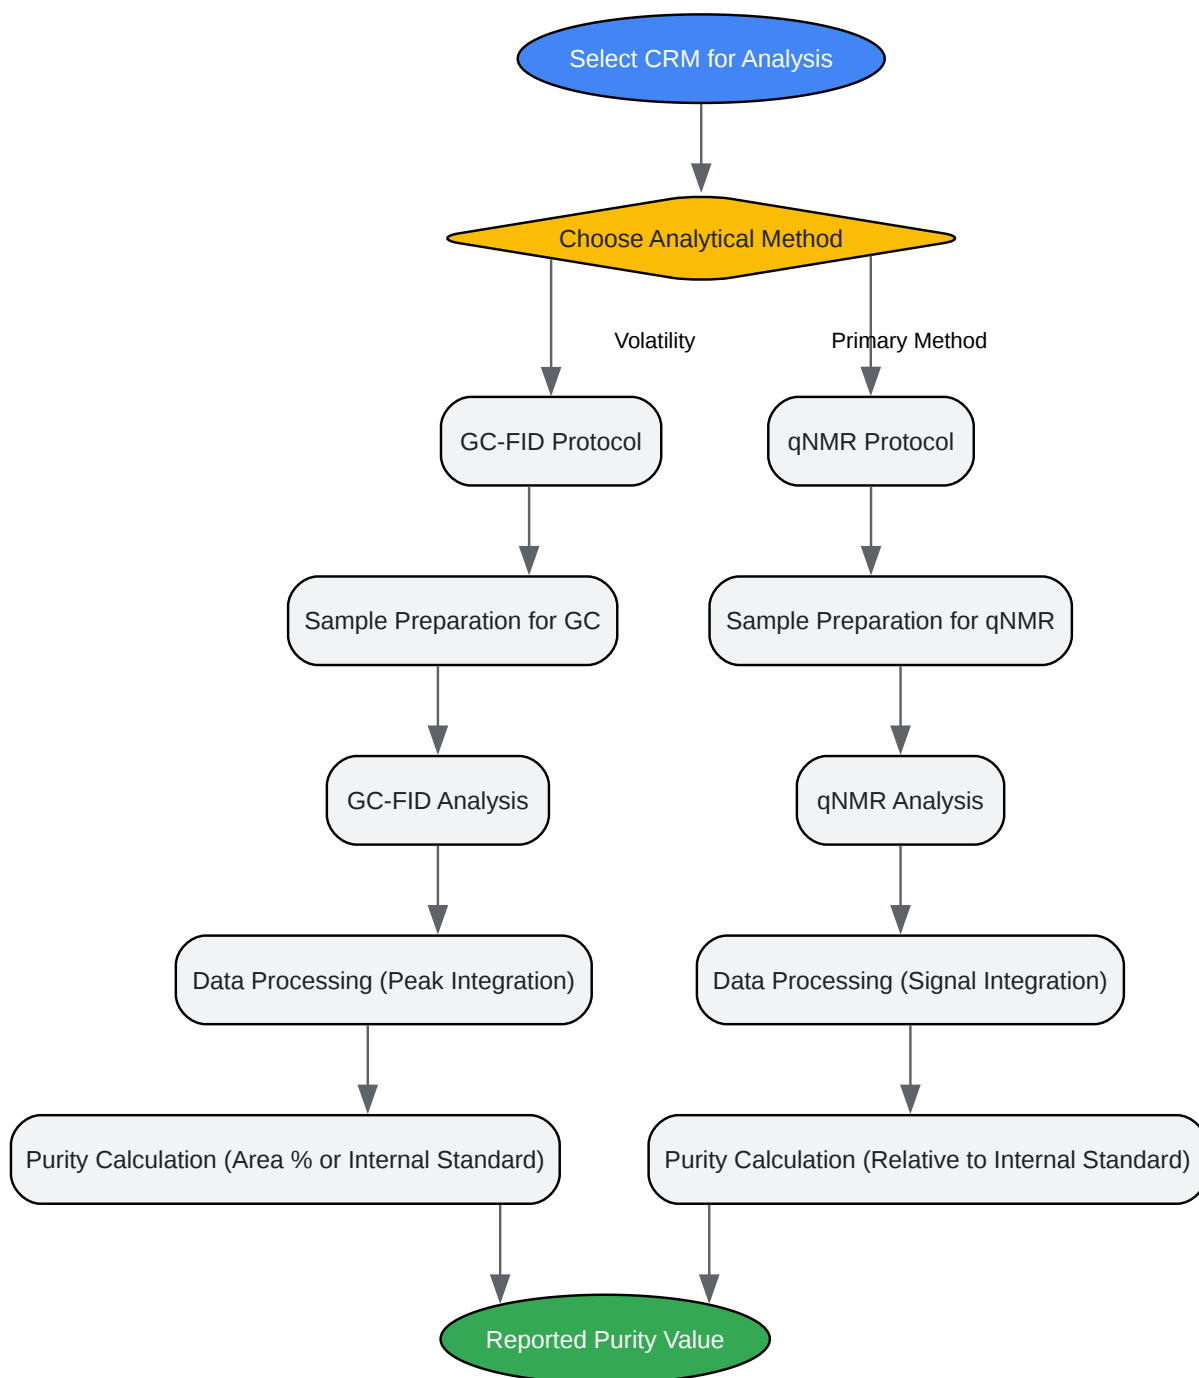 Select CRM for Analysis
Choose Analytical Method
Volatility
Primary Method
GC-FID Protocol
qNMR Protocol
Sample Preparation for GC
Sample Preparation for qNMR
GC-FID Analysis
qNMR Analysis
Data Processing (Peak Integration)
Data Processing (Signal Integration)
Purity Calculation (Area % or Internal Standard)
Purity Calculation (Relative to Internal Standard)
Reported Purity Value